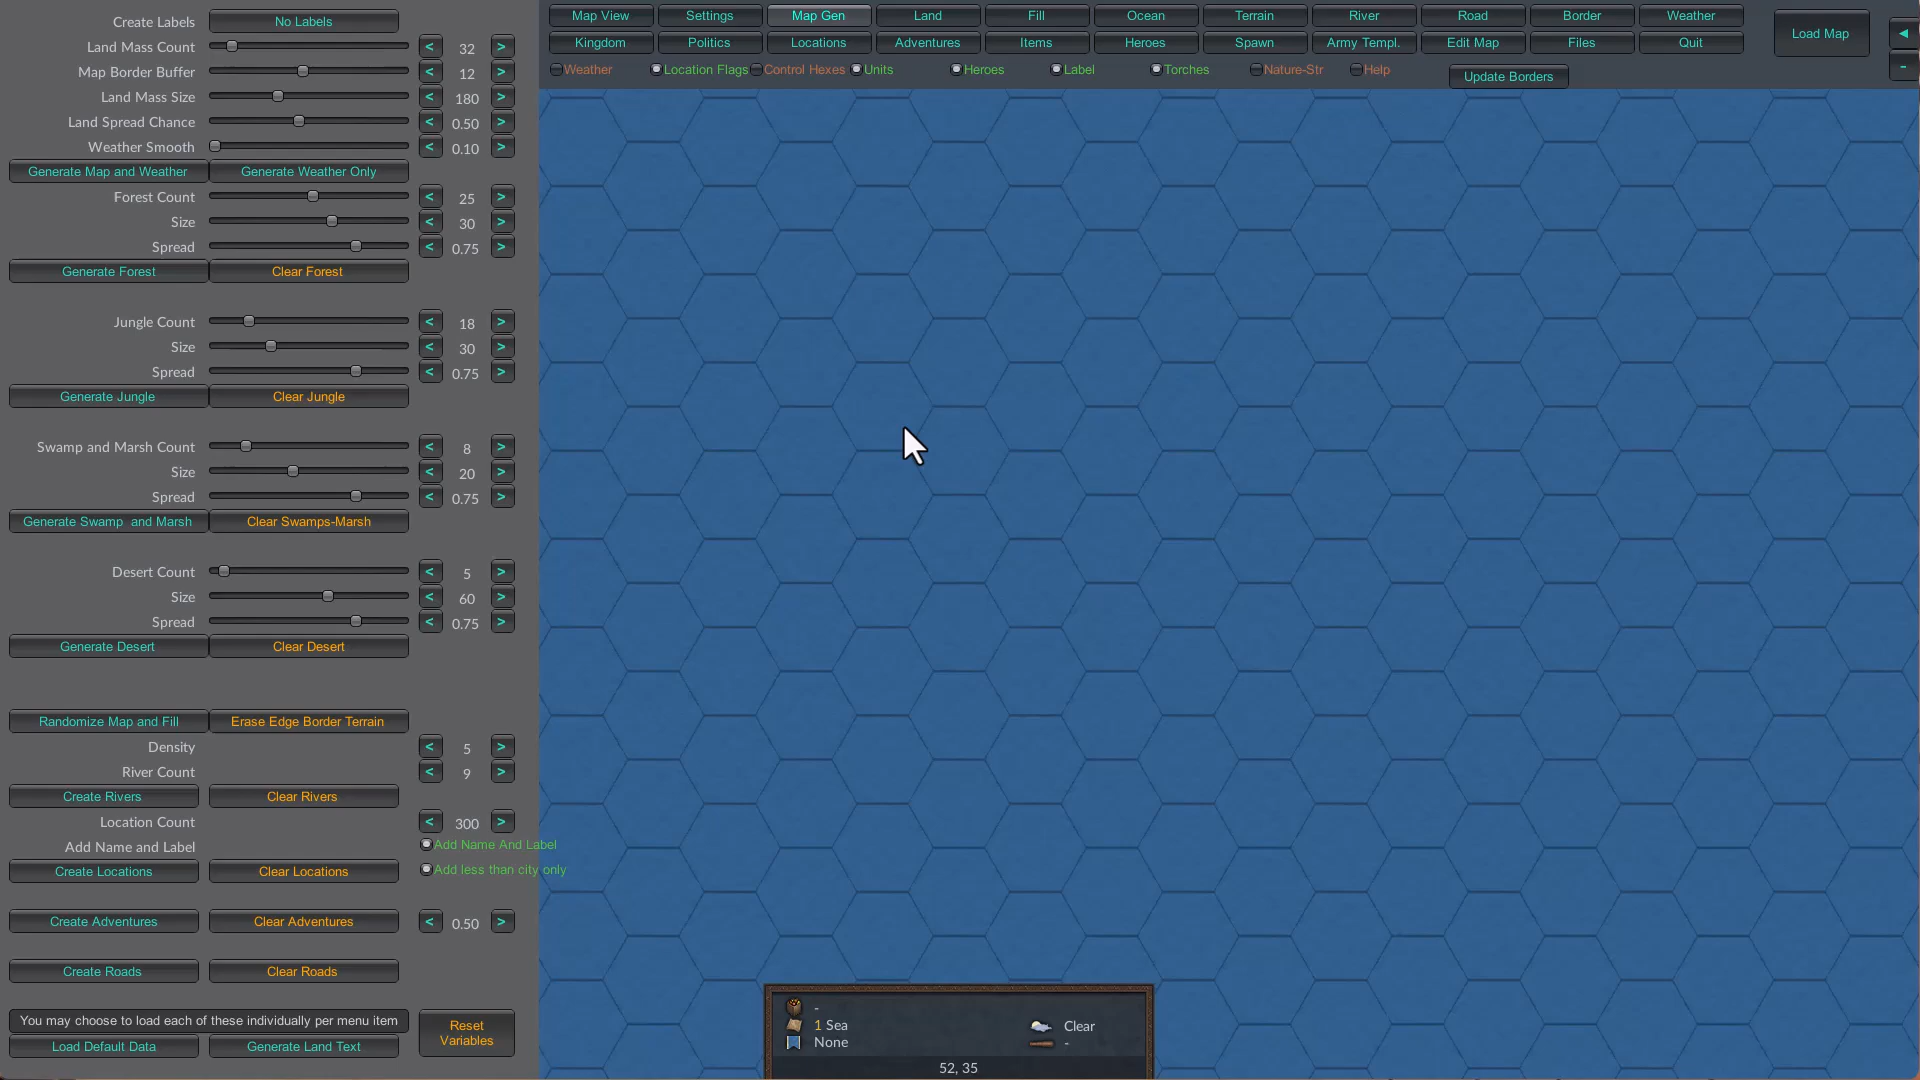 Create Labels No Labels
Land Mass Count < 32 >
Map Border Buffer < 12 >
Land Mass Size < 180 >
Land Spread Chance < 0.50 >
Weather Smooth < 0.10 >
Generate Map and Weather Generate Weather Only
Forest Count < 25 >
Size < 30 >
Spread < 0.75 >
Generate Forest Clear Forest
Jungle Count < 18 >
Size < 30 >
Spread < 0.75 >
Generate Jungle Clear Jungle
Swamp and Marsh Count < 8 >
Size < 20 >
Spread < 0.75 >
Generate Swamp and Marsh Clear Swamps-Marsh
Desert Count < 5 >
Size < 60 >
Spread < 0.75 >
Generate Desert Clear Desert
Randomize Map and Fill Erase Edge Border Terrain
Density < 5 >
River Count < 9 >
Create Rivers Clear Rivers
Location Count < 300 >
Add Name and Label Add Name And Label
Create Locations Clear Locations Add less than city only
Create Adventures Clear Adventures < 0.50 >
Create Roads Clear Roads
You may choose to load each of these individually per menu item
Load Default Data Generate Land Text Reset Variables
Map View Settings Map Gen Land Fill Ocean Terrain River Road Border Weather
Kingdom Politics Locations Adventures Items Heroes Spawn Army Templ. Edit Map Files Quit
Load Map
Weather Location Flags Control Hexes Units Heroes Label Torches Nature-Str Help
Update Borders
-
-
1 Sea Clear
None -
52, 35